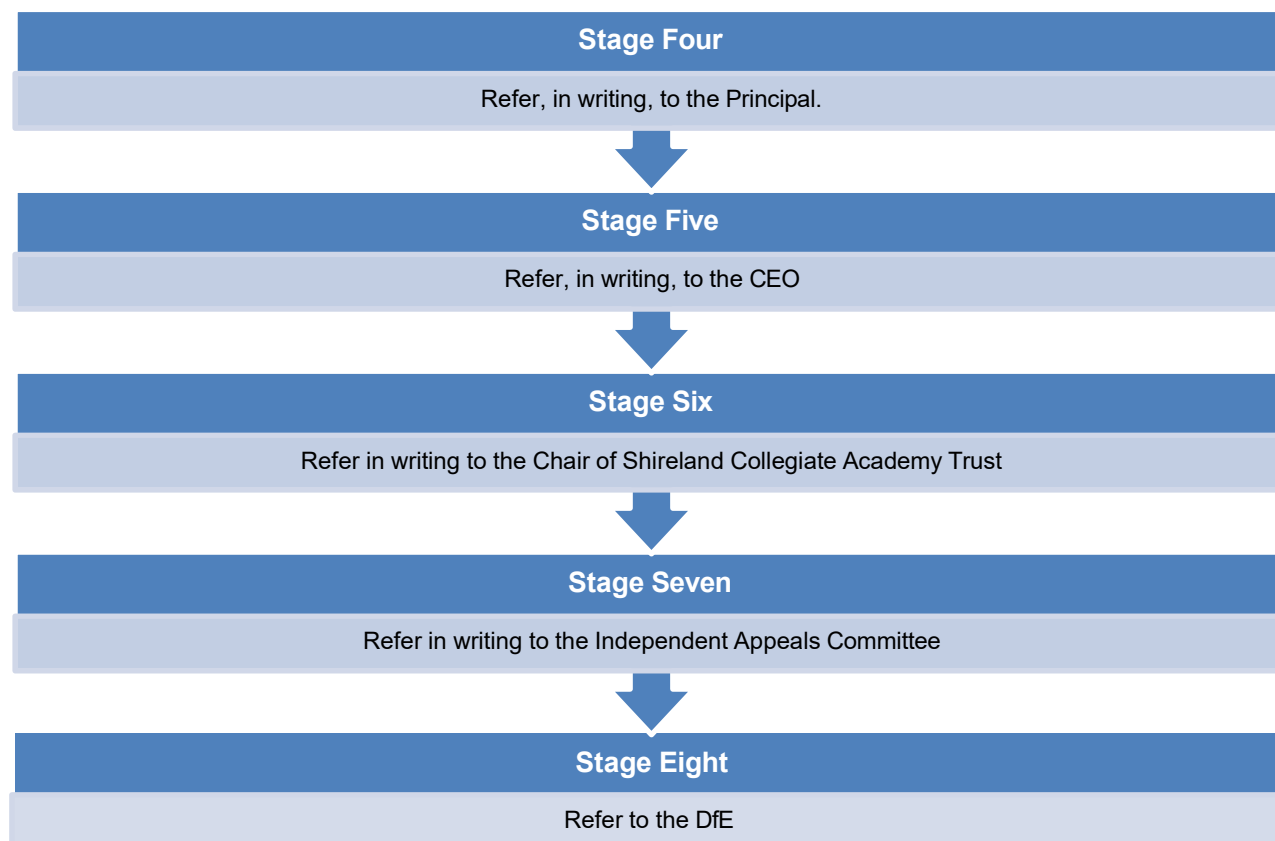 Stage Four
Refer, in writing, to the Principal.
Stage Five
Refer, in writing, to the CEO
Stage Six
Refer in writing to the Chair of Shireland Collegiate Academy Trust
Stage Seven
Refer in writing to the Independent Appeals Committee
Stage Eight
Refer to the DfE